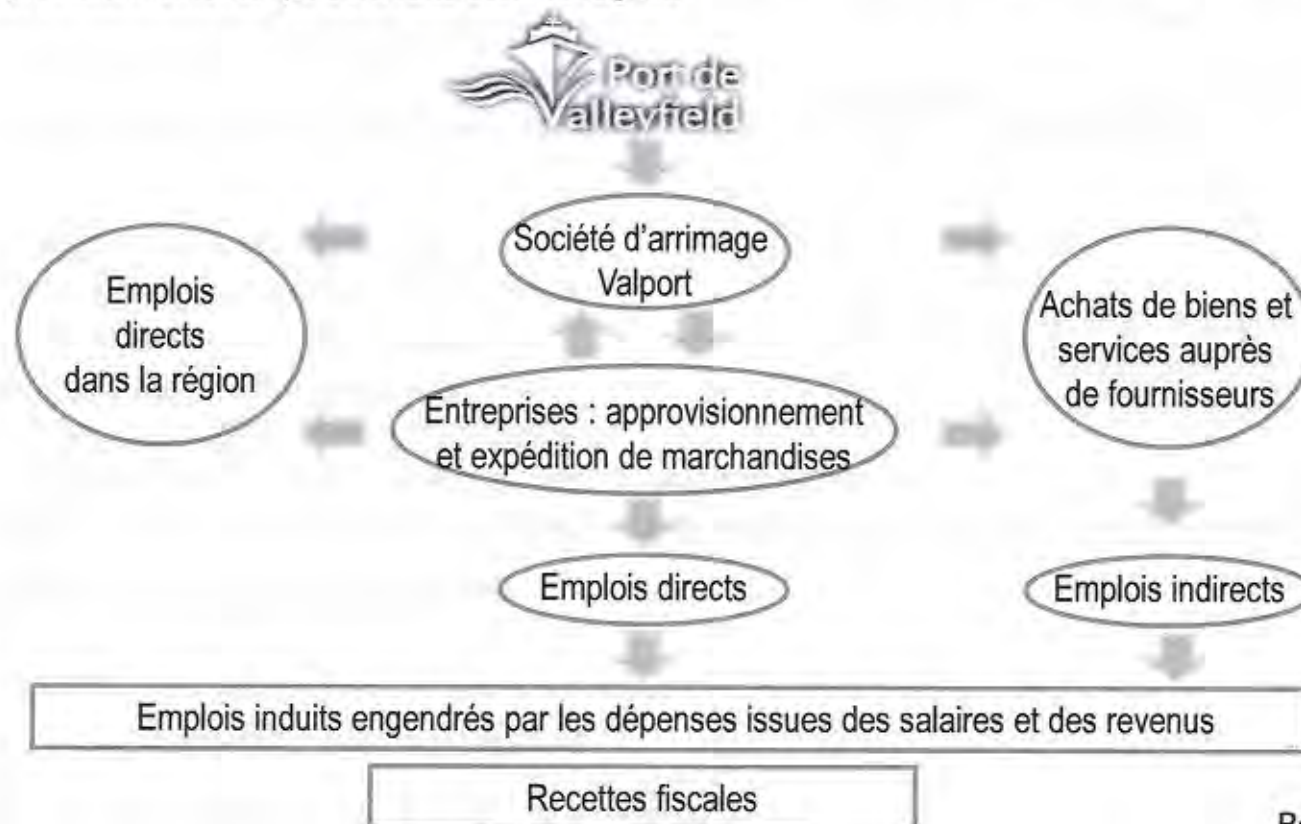 Port de
Valleyfield
Société d'arrimage
Valport
Emplois
directs
dans la région
Achats de biens et
services auprès
de fournisseurs
Entreprises : approvisionnement
et expédition de marchandises
Emplois directs
Emplois indirects
Emplois induits engendrés par les dépenses issues des salaires et des revenus
Recettes fiscales